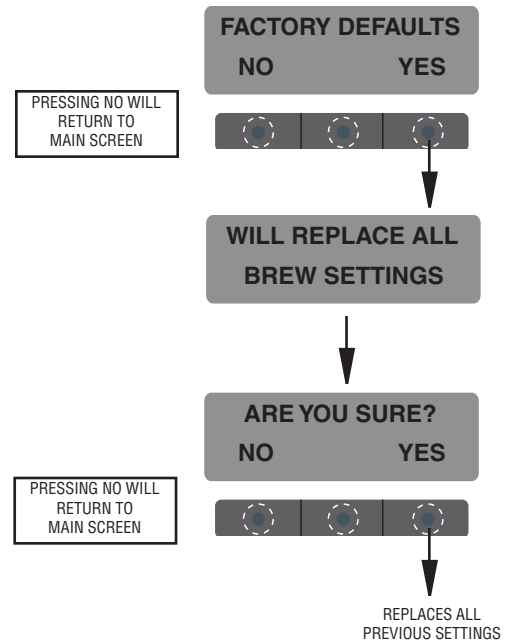 FACTORY DEFAULTS
NO YES
PRESSING NO WILL
RETURN TO
MAIN SCREEN
WILL REPLACE ALL
BREW SETTINGS
ARE YOU SURE?
NO YES
PRESSING NO WILL
RETURN TO
MAIN SCREEN
REPLACES ALL
PREVIOUS SETTINGS